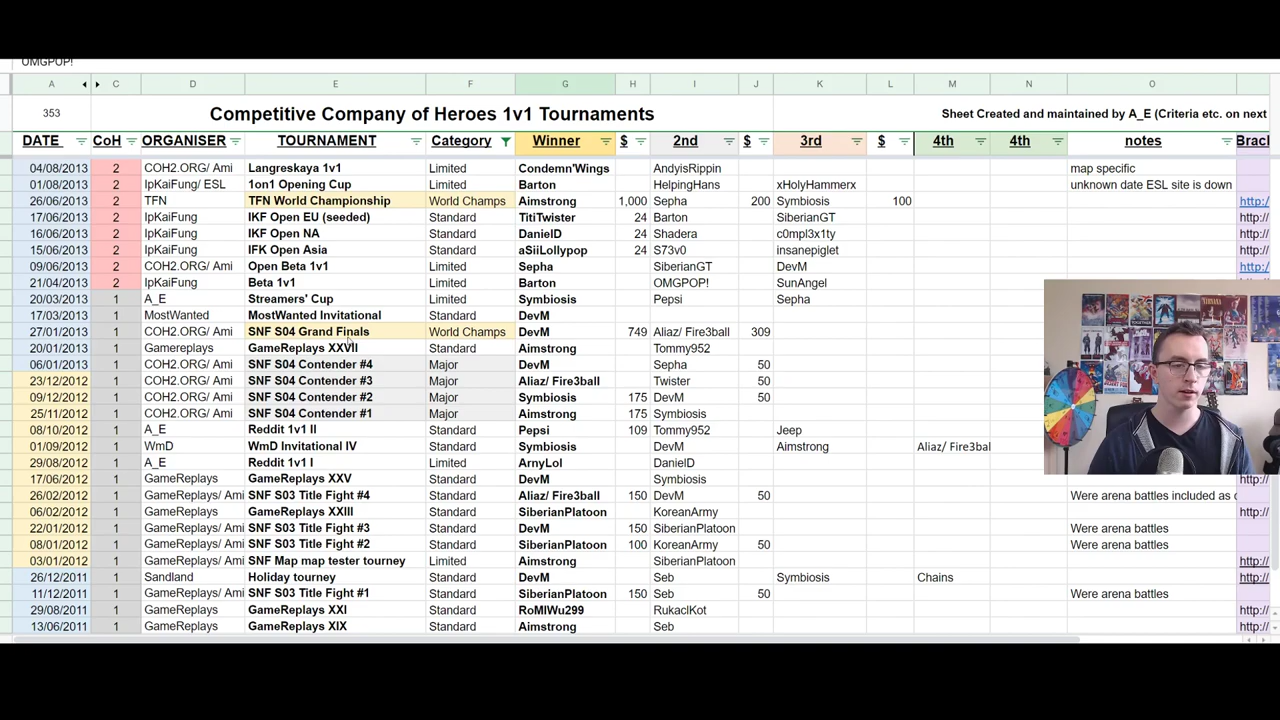 OMGPOP!
A C D E F G H I J K L M N O
353 Competitive Company of Heroes 1v1 Tournaments Sheet Created and maintained by A_E (Criteria etc. on next
DATE CoH ORGANISER TOURNAMENT Category Winner $ 2nd $ 3rd $ 4th 4th notes Brac
04/08/2013 2 COH2.ORG/ Ami Langreskaya 1v1 Limited Condemn'Wings AndyisRippin map specific
01/08/2013 2 IpKaiFung/ ESL 1on1 Opening Cup Limited Barton HelpingHans xHolyHammerx unknown date ESL site is down
26/06/2013 2 TFN TFN World Championship World Champs Aimstrong 1,000 Sepha 200 Symbiosis 100 http:/
17/06/2013 2 IpKaiFung IKF Open EU (seeded) Standard TitiTwister 24 Barton SiberianGT http:/
16/06/2013 2 IpKaiFung IKF Open NA Standard DanielD 24 Shadera c0mpl3x1ty http:/
15/06/2013 2 IpKaiFung IFK Open Asia Standard aSiiLollypop 24 S73v0 insanepiglet http:/
09/06/2013 2 COH2.ORG/ Ami Open Beta 1v1 Limited Sepha SiberianGT DevM http:/
21/04/2013 2 IpKaiFung Beta 1v1 Limited Barton OMGPOP! SunAngel
20/03/2013 1 A_E Streamers' Cup Limited Symbiosis Pepsi Sepha
17/03/2013 1 MostWanted MostWanted Invitational Standard DevM
27/01/2013 1 COH2.ORG/ Ami SNF S04 Grand Finals World Champs DevM 749 Aliaz/ Fire3ball 309
20/01/2013 1 Gamereplays GameReplays XXVII Standard Aimstrong Tommy952
06/01/2013 1 COH2.ORG/ Ami SNF S04 Contender #4 Major DevM Sepha 50
23/12/2012 1 COH2.ORG/ Ami SNF S04 Contender #3 Major Aliaz/ Fire3ball Twister 50
09/12/2012 1 COH2.ORG/ Ami SNF S04 Contender #2 Major Symbiosis 175 DevM 50
25/11/2012 1 COH2.ORG/ Ami SNF S04 Contender #1 Major Aimstrong 175 Symbiosis
08/10/2012 1 A_E Reddit 1v1 II Standard Pepsi 109 Tommy952 Jeep
01/09/2012 1 WmD WmD Invitational IV Standard Symbiosis DevM Aimstrong Aliaz/ Fire3bal
29/08/2012 1 A_E Reddit 1v1 I Limited ArnyLol DanielD
17/06/2012 1 GameReplays GameReplays XXV Standard DevM Symbiosis http:/
26/02/2012 1 GameReplays/ Ami SNF S03 Title Fight #4 Standard Aliaz/ Fire3ball 150 DevM 50 Were arena battles included as
06/02/2012 1 GameReplays GameReplays XXIII Standard SiberianPlatoon KoreanArmy http:/
22/01/2012 1 GameReplays/ Ami SNF S03 Title Fight #3 Standard DevM 150 SiberianPlatoon Were arena battles
08/01/2012 1 GameReplays/ Ami SNF S03 Title Fight #2 Standard SiberianPlatoon 100 KoreanArmy 50 Were arena battles
03/01/2012 1 GameReplays/ Ami SNF Map map tester tourney Limited Aimstrong SiberianPlatoon http://
26/12/2011 1 Sandland Holiday tourney Standard DevM Seb Symbiosis Chains http://
11/12/2011 1 GameReplays/ Ami SNF S03 Title Fight #1 Standard SiberianPlatoon 150 Seb 50 Were arena battles
29/08/2011 1 GameReplays GameReplays XXI Standard RoMIWu299 RukaclKot http:/
13/06/2011 1 GameReplays GameReplays XIX Standard Aimstrong Seb http:/